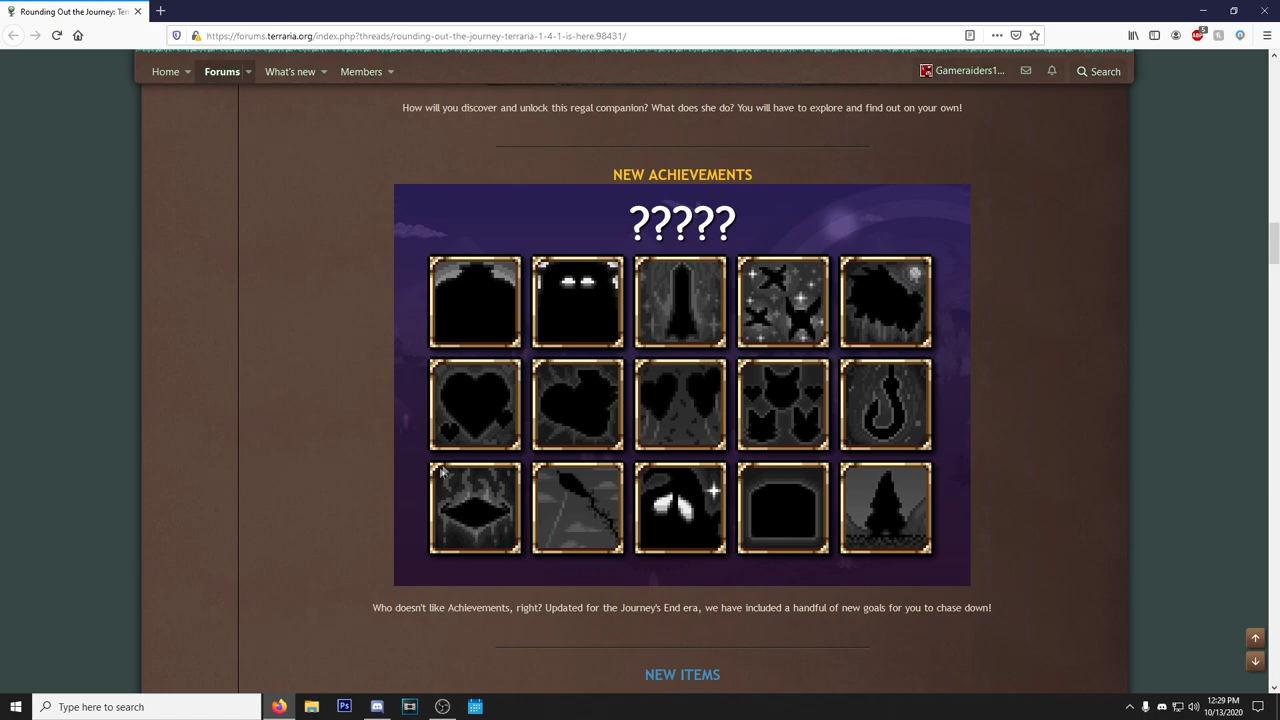 Rounding Out the Journey: Ter
https://forums.terraria.org/index.php?threads/rounding-out-the-journey-terraria-1-4-1-is-here.98431/
Home
Forums
What's new
Members
Gameraiders1...
Search
How will you discover and unlock this regal companion? What does she do? You will have to explore and find out on your own!
NEW ACHIEVEMENTS
?????
Who doesn't like Achievements, right? Updated for the Journey's End era, we have included a handful of new goals for you to chase down!
NEW ITEMS
Type here to search
Ps
12:29 PM
10/13/2020